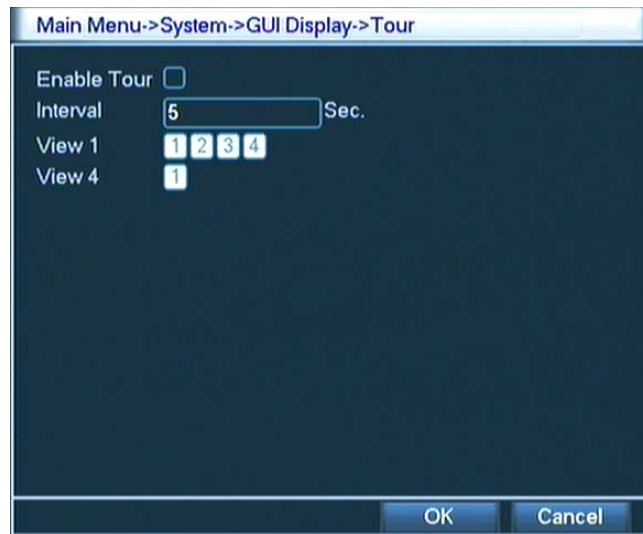 Main Menu->System->GUI Display->Tour
Enable Tour
Interval 5 Sec.
View 1 1 2 3 4
View 4 1
OK Cancel